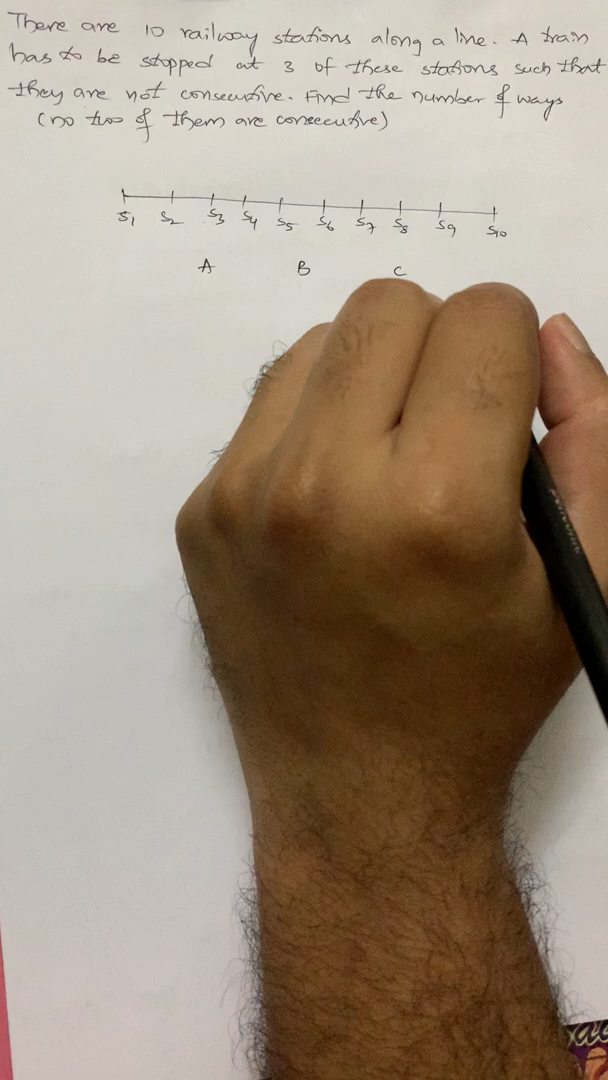 There are 10 railway stations along a line. A train
has to be stopped at 3 of these stations such that
they are not consecutive. Find the number of ways
(no two of them are consecutive)
S1 S2 S3 S4 S5 S6 S7 S8 S9 S10
A B C